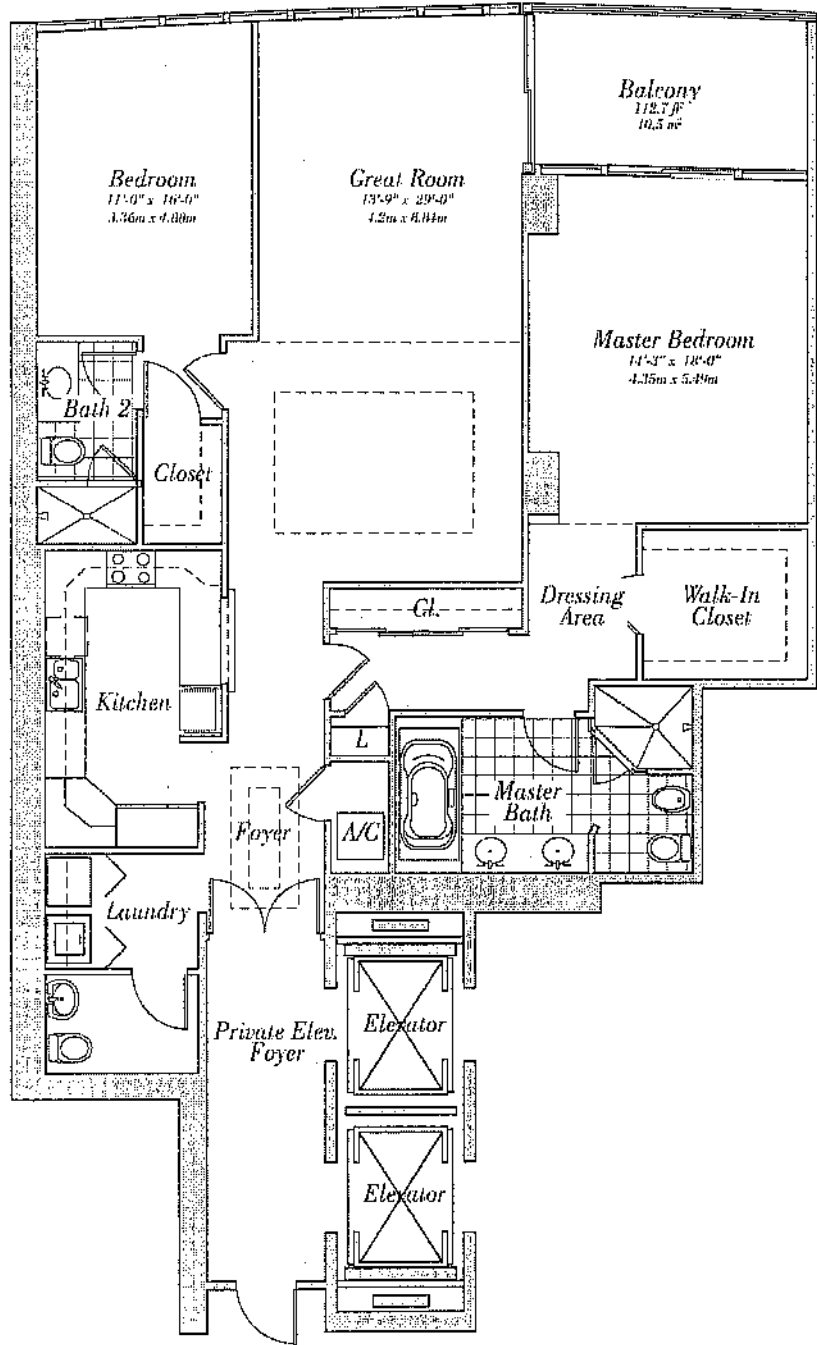 Balcony
112.7 ft²
10.5 m²
Bedroom
11'-0" x 16'-0"
3.36m x 4.88m
Great Room
13'-9" x 29'-0"
4.2m x 8.84m
Master Bedroom
14'-3" x 18'-0"
4.35m x 5.49m
Bath 2
Closet
Cl.
Dressing
Area
Walk-In
Closet
Kitchen
L
Master
Bath
Foyer
A/C
Laundry
Private Elev.
Foyer
Elevator
Elevator